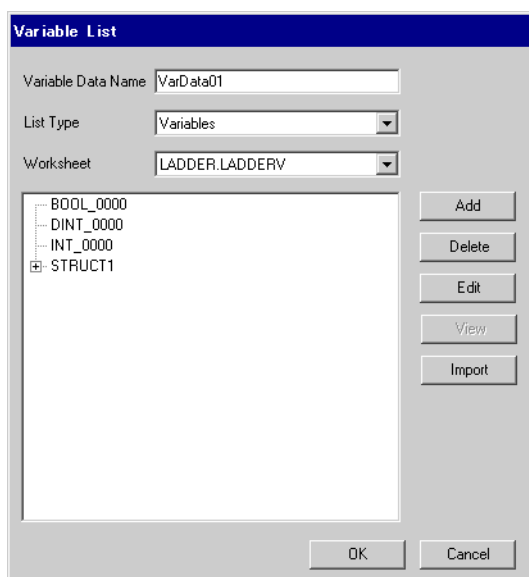 Variable List
Variable Data Name VarData01
List Type Variables
Worksheet LADDER.LADDERV
BOOL_0000
DINT_0000
INT_0000
STRUCT1
Add
Delete
Edit
View
Import
OK Cancel